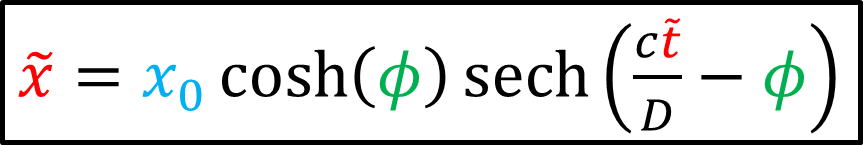 x̃ = x₀ cosh(ϕ) sech(ct̃/D − ϕ)